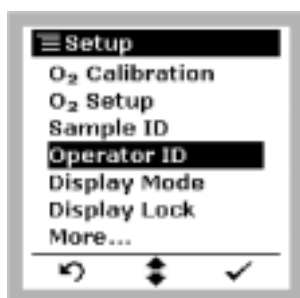 Setup
O₂ Calibration
O₂ Setup
Sample ID
Operator ID
Display Mode
Display Lock
More...